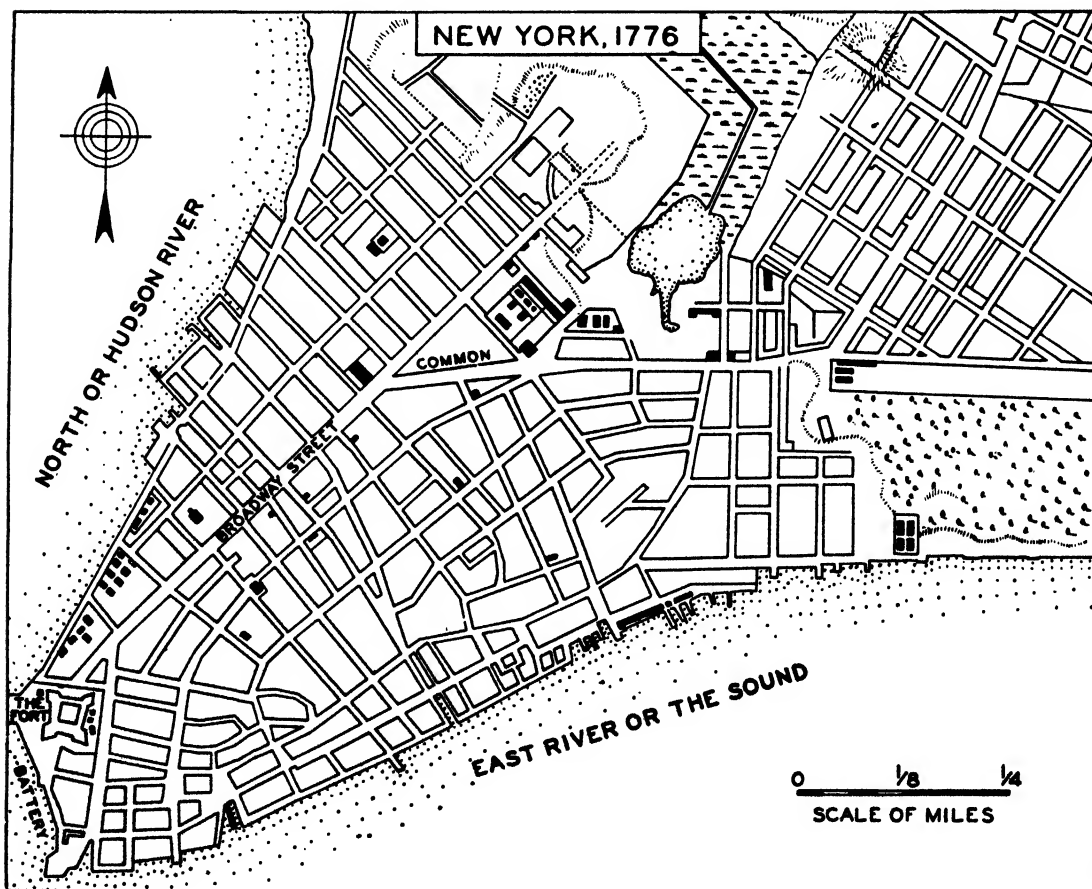 NEW YORK, 1776
NORTH OR HUDSON RIVER
COMMON
BROADWAY STREET
THE
FORT
BATTERY
EAST RIVER OR THE SOUND
0 1/8 1/4
SCALE OF MILES